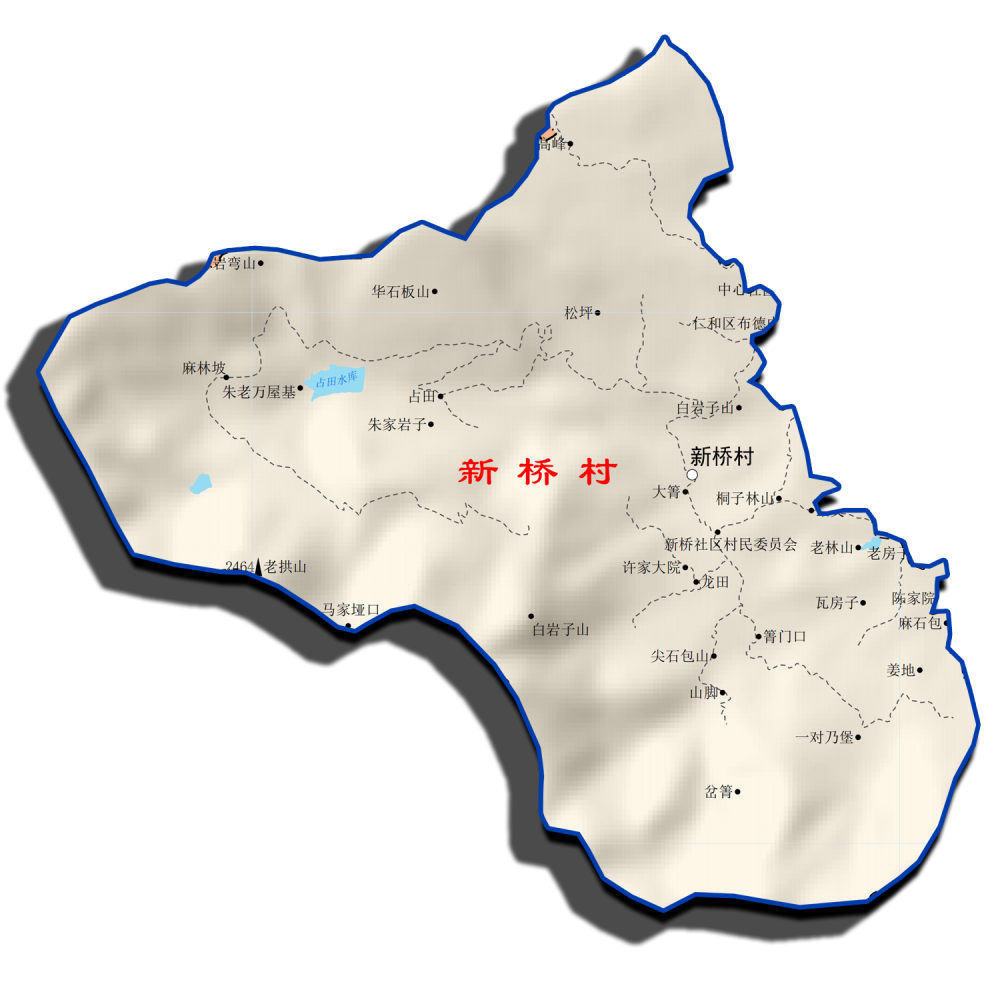 高峰
岩弯山
华石板山
中心社区
松坪
仁和区布德
麻林坡
占田水库
朱老万屋基
占田
白岩子山
朱家岩子
新桥村
新桥村
大箐
桐子林山
新桥社区村民委员会
老林山
老房子
2464
老拱山
许家大院
龙田
陈家院
瓦房子
马家垭口
麻石包
白岩子山
箐门口
尖石包山
姜地
山脚
一对乃堡
岔箐